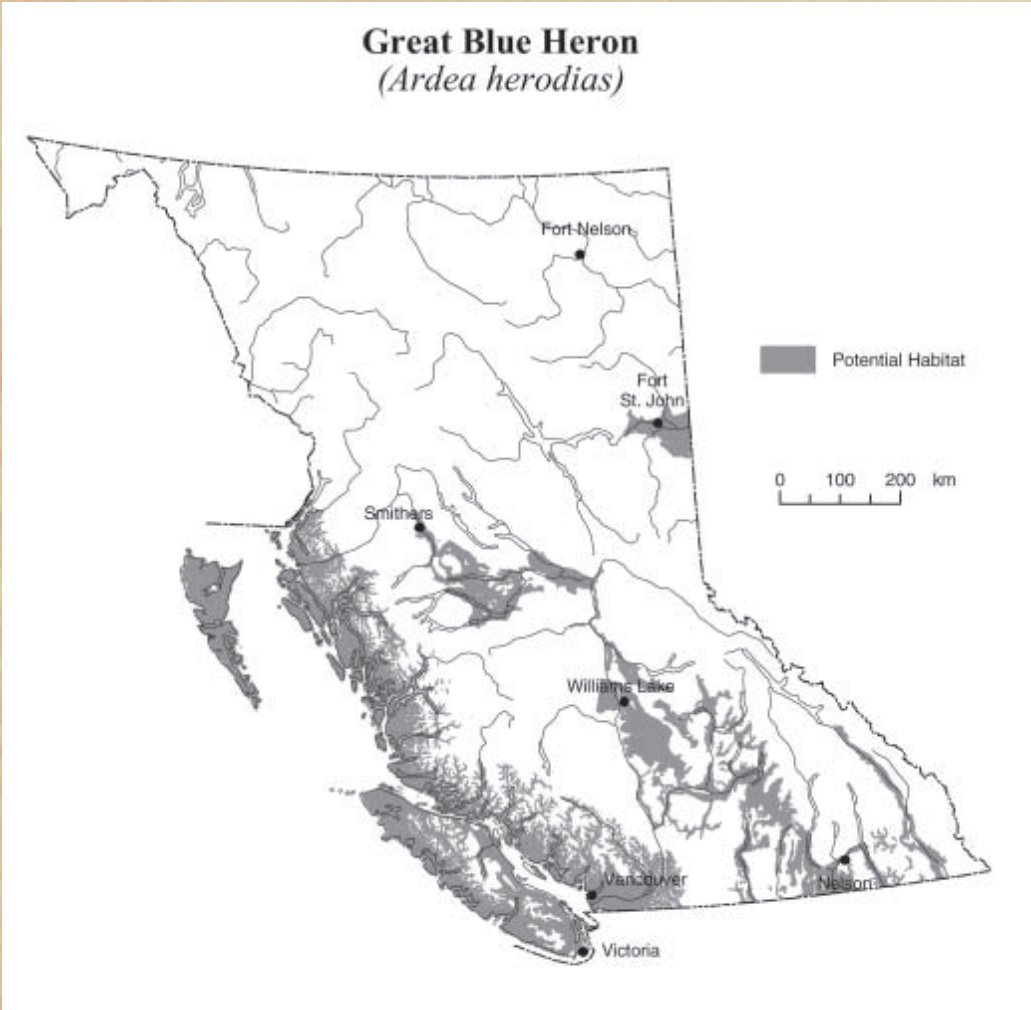 Great Blue Heron
(Ardea herodias)
Fort Nelson
Potential Habitat
Fort
St. John
0 100 200 km
Smithers
Williams Lake
Vancouver
Nelson
Victoria